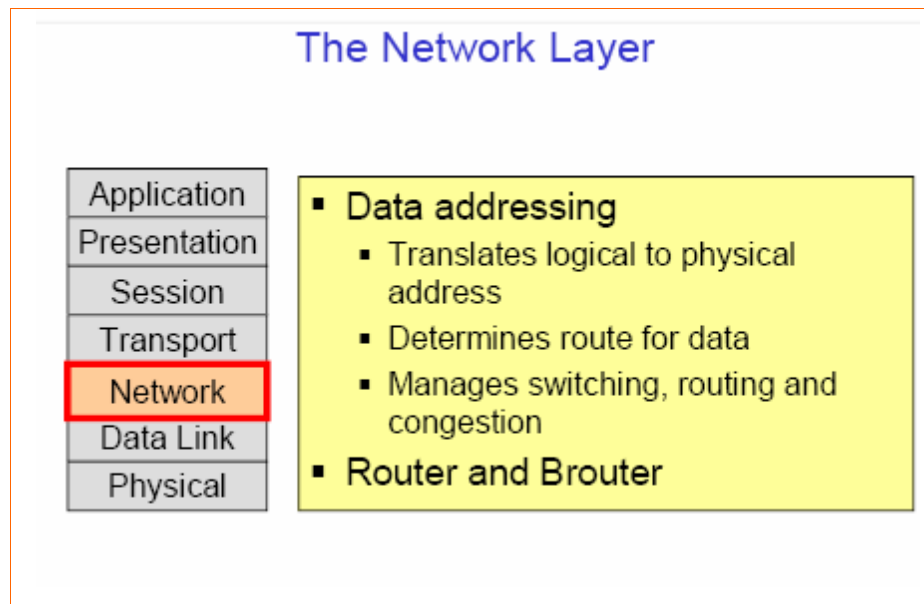 The Network Layer
Application
Presentation
Session
Transport
Network
Data Link
Physical
▪ Data addressing
▪ Translates logical to physical
address
▪ Determines route for data
▪ Manages switching, routing and
congestion
▪ Router and Brouter